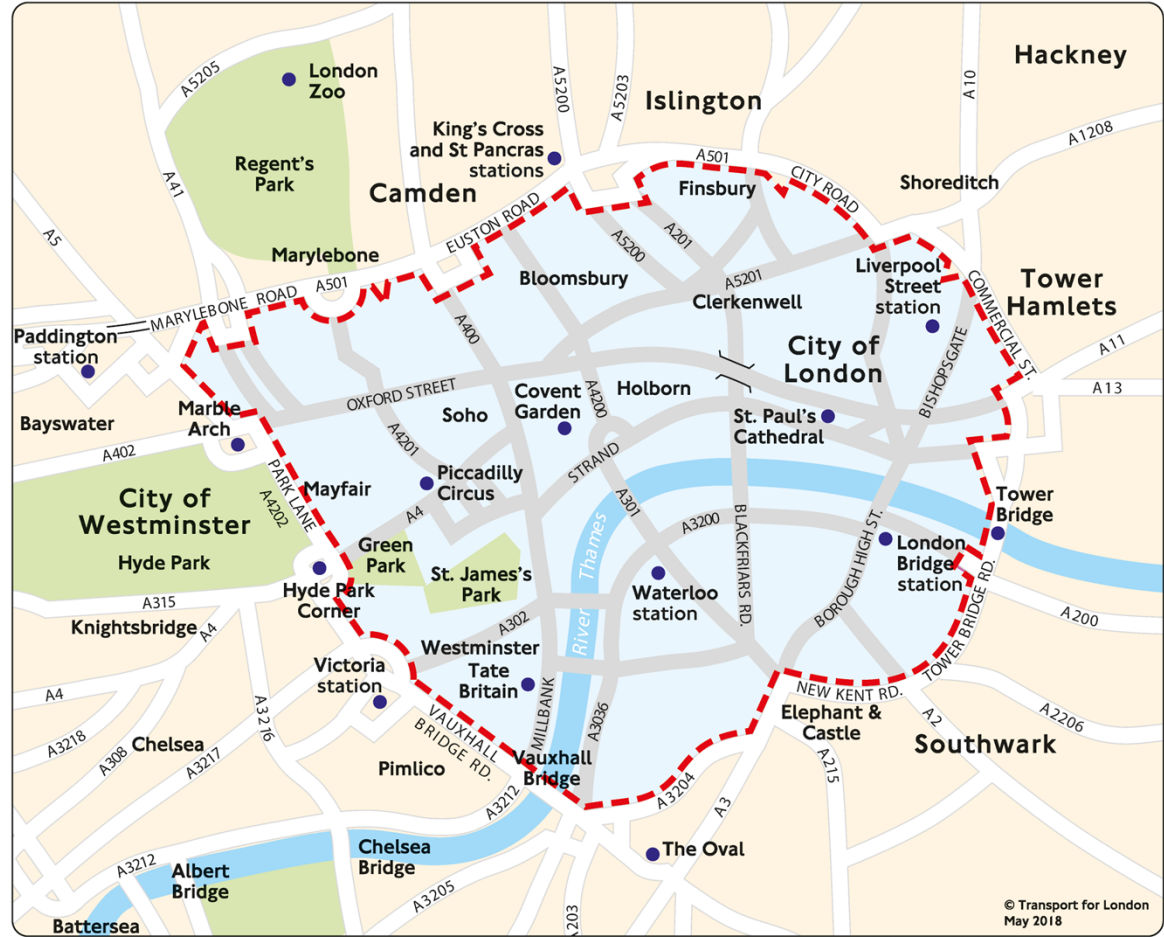 Hackney
A5205
London
Zoo
A5200
A5203
A10
Islington
A1208
King's Cross
and St Pancras
stations
Regent's
Park
A41
Camden
A501
Finsbury
CITY ROAD
Shoreditch
A5
EUSTON ROAD
Marylebone
A5200
A201
Bloomsbury
A5201
Clerkenwell
Liverpool
Street
station
COMMERCIAL ST.
Tower
Hamlets
MARYLEBONE ROAD
A501
A400
Paddington
station
City of
London
BISHOPSGATE
A11
A13
OXFORD STREET
Covent
Garden
A4200
Holborn
Soho
Bayswater
Marble
Arch
St. Paul's
Cathedral
A402
A4201
STRAND
PARK LANE
A4202
Mayfair
Piccadilly
Circus
City of
Westminster
Hyde Park
A4
A301
A3200
BLACKFRIARS RD.
BOROUGH HIGH ST.
Tower
Bridge
Green
Park
St. James's
Park
River Thames
London
Bridge
station
Hyde Park
Corner
Waterloo
station
A315
Knightsbridge
A4
A302
A200
TOWER BRIDGE RD.
Westminster
Tate
Britain
Victoria
station
A4
A3216
MILLBANK
A3036
NEW KENT RD.
A2
A2206
Elephant &
Castle
Southwark
A3218
A308
Chelsea
A3217
VAUXHALL
BRIDGE RD.
Pimlico
Vauxhall
Bridge
A3212
A3204
A3
A215
A3212
Albert
Bridge
Chelsea
Bridge
The Oval
A3205
A203
Battersea
© Transport for London
May 2018